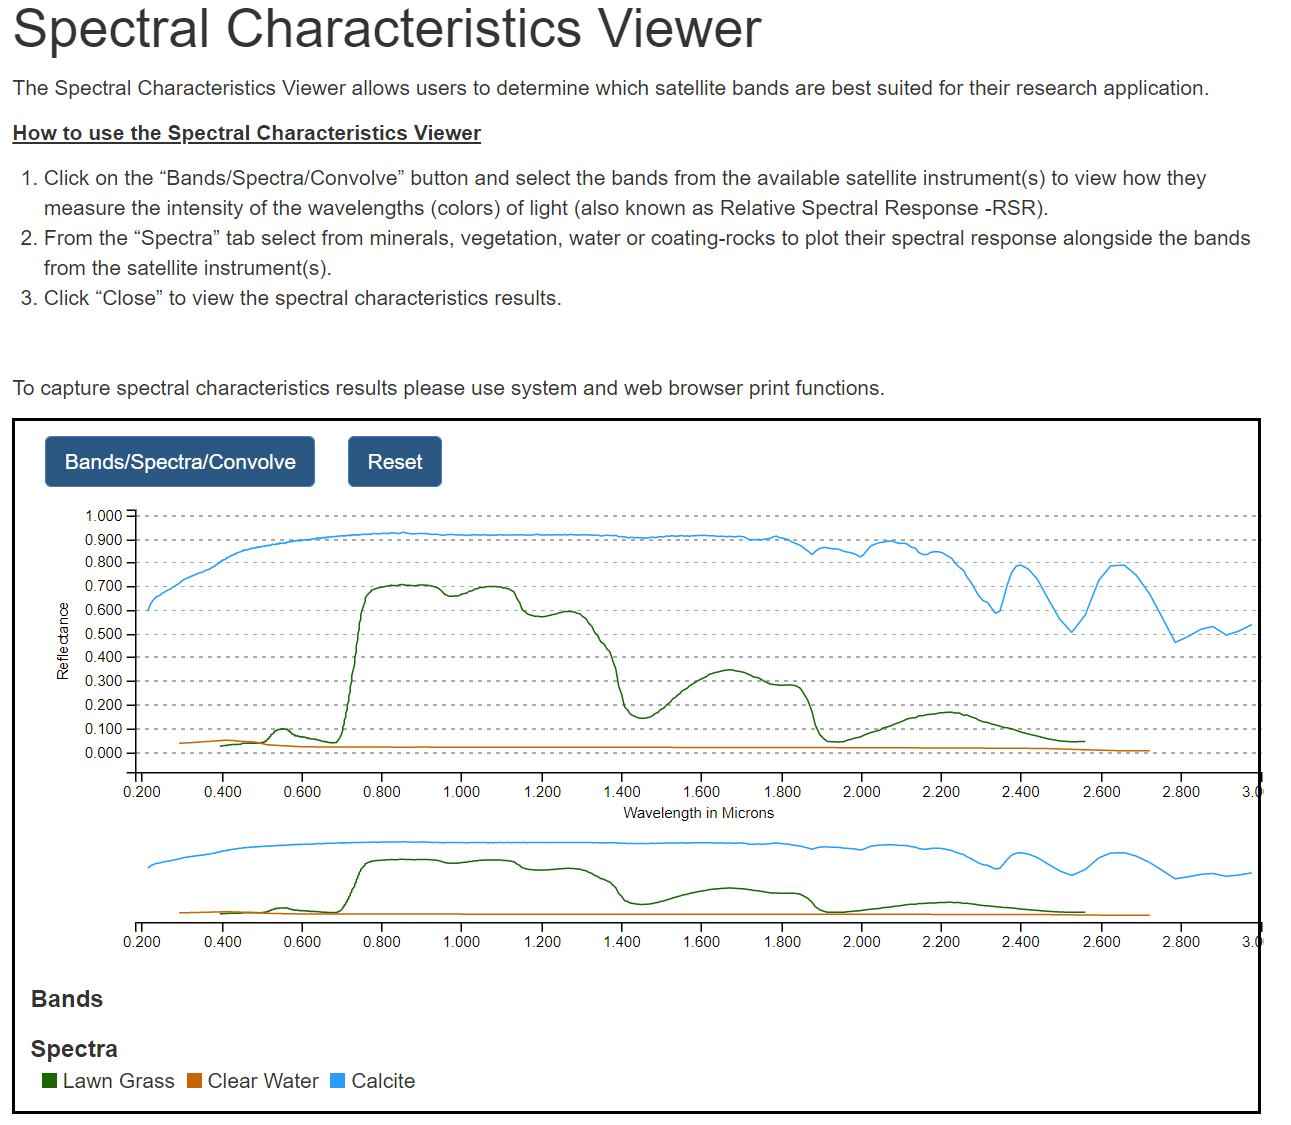 Spectral Characteristics Viewer
The Spectral Characteristics Viewer allows users to determine which satellite bands are best suited for their research application.
How to use the Spectral Characteristics Viewer
1. Click on the “Bands/Spectra/Convolve” button and select the bands from the available satellite instrument(s) to view how they
measure the intensity of the wavelengths (colors) of light (also known as Relative Spectral Response -RSR).
2. From the “Spectra” tab select from minerals, vegetation, water or coating-rocks to plot their spectral response alongside the bands
from the satellite instrument(s).
3. Click “Close” to view the spectral characteristics results.
To capture spectral characteristics results please use system and web browser print functions.
Bands/Spectra/Convolve Reset
1.000
0.900
0.800
0.700
0.600
0.500
0.400
0.300
0.200
0.100
0.000
Reflectance
0.200 0.400 0.600 0.800 1.000 1.200 1.400 1.600 1.800 2.000 2.200 2.400 2.600 2.800 3.0
Wavelength in Microns
0.200 0.400 0.600 0.800 1.000 1.200 1.400 1.600 1.800 2.000 2.200 2.400 2.600 2.800 3.0
Bands
Spectra
Lawn Grass Clear Water Calcite